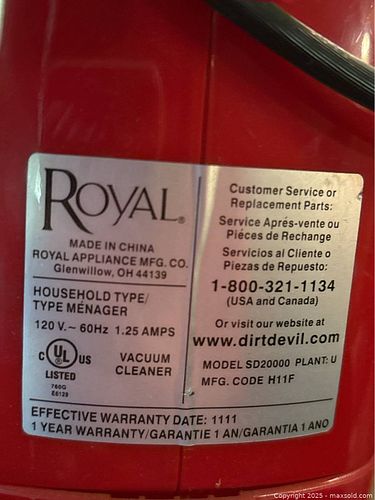 ROYAL®
MADE IN CHINA
ROYAL APPLIANCE MFG. CO.
Glenwillow, OH 44139
HOUSEHOLD TYPE/
TYPE MÉNAGER
120 V.~ 60Hz 1.25 AMPS
C UL US
LISTED
760G
E6129
VACUUM
CLEANER
Customer Service or
Replacement Parts:
Service Aprés-vente ou
Piéces de Rechange
Servicios al Cliente o
Piezas de Repuesto:
1-800-321-1134
(USA and Canada)
Or visit our website at
www.dirtdevil.com
MODEL SD20000 PLANT: U
MFG. CODE H11F
EFFECTIVE WARRANTY DATE: 1111
1 YEAR WARRANTY/GARANTIE 1 AN/GARANTIA 1 ANO
Copyright 2025 - maxsold.com